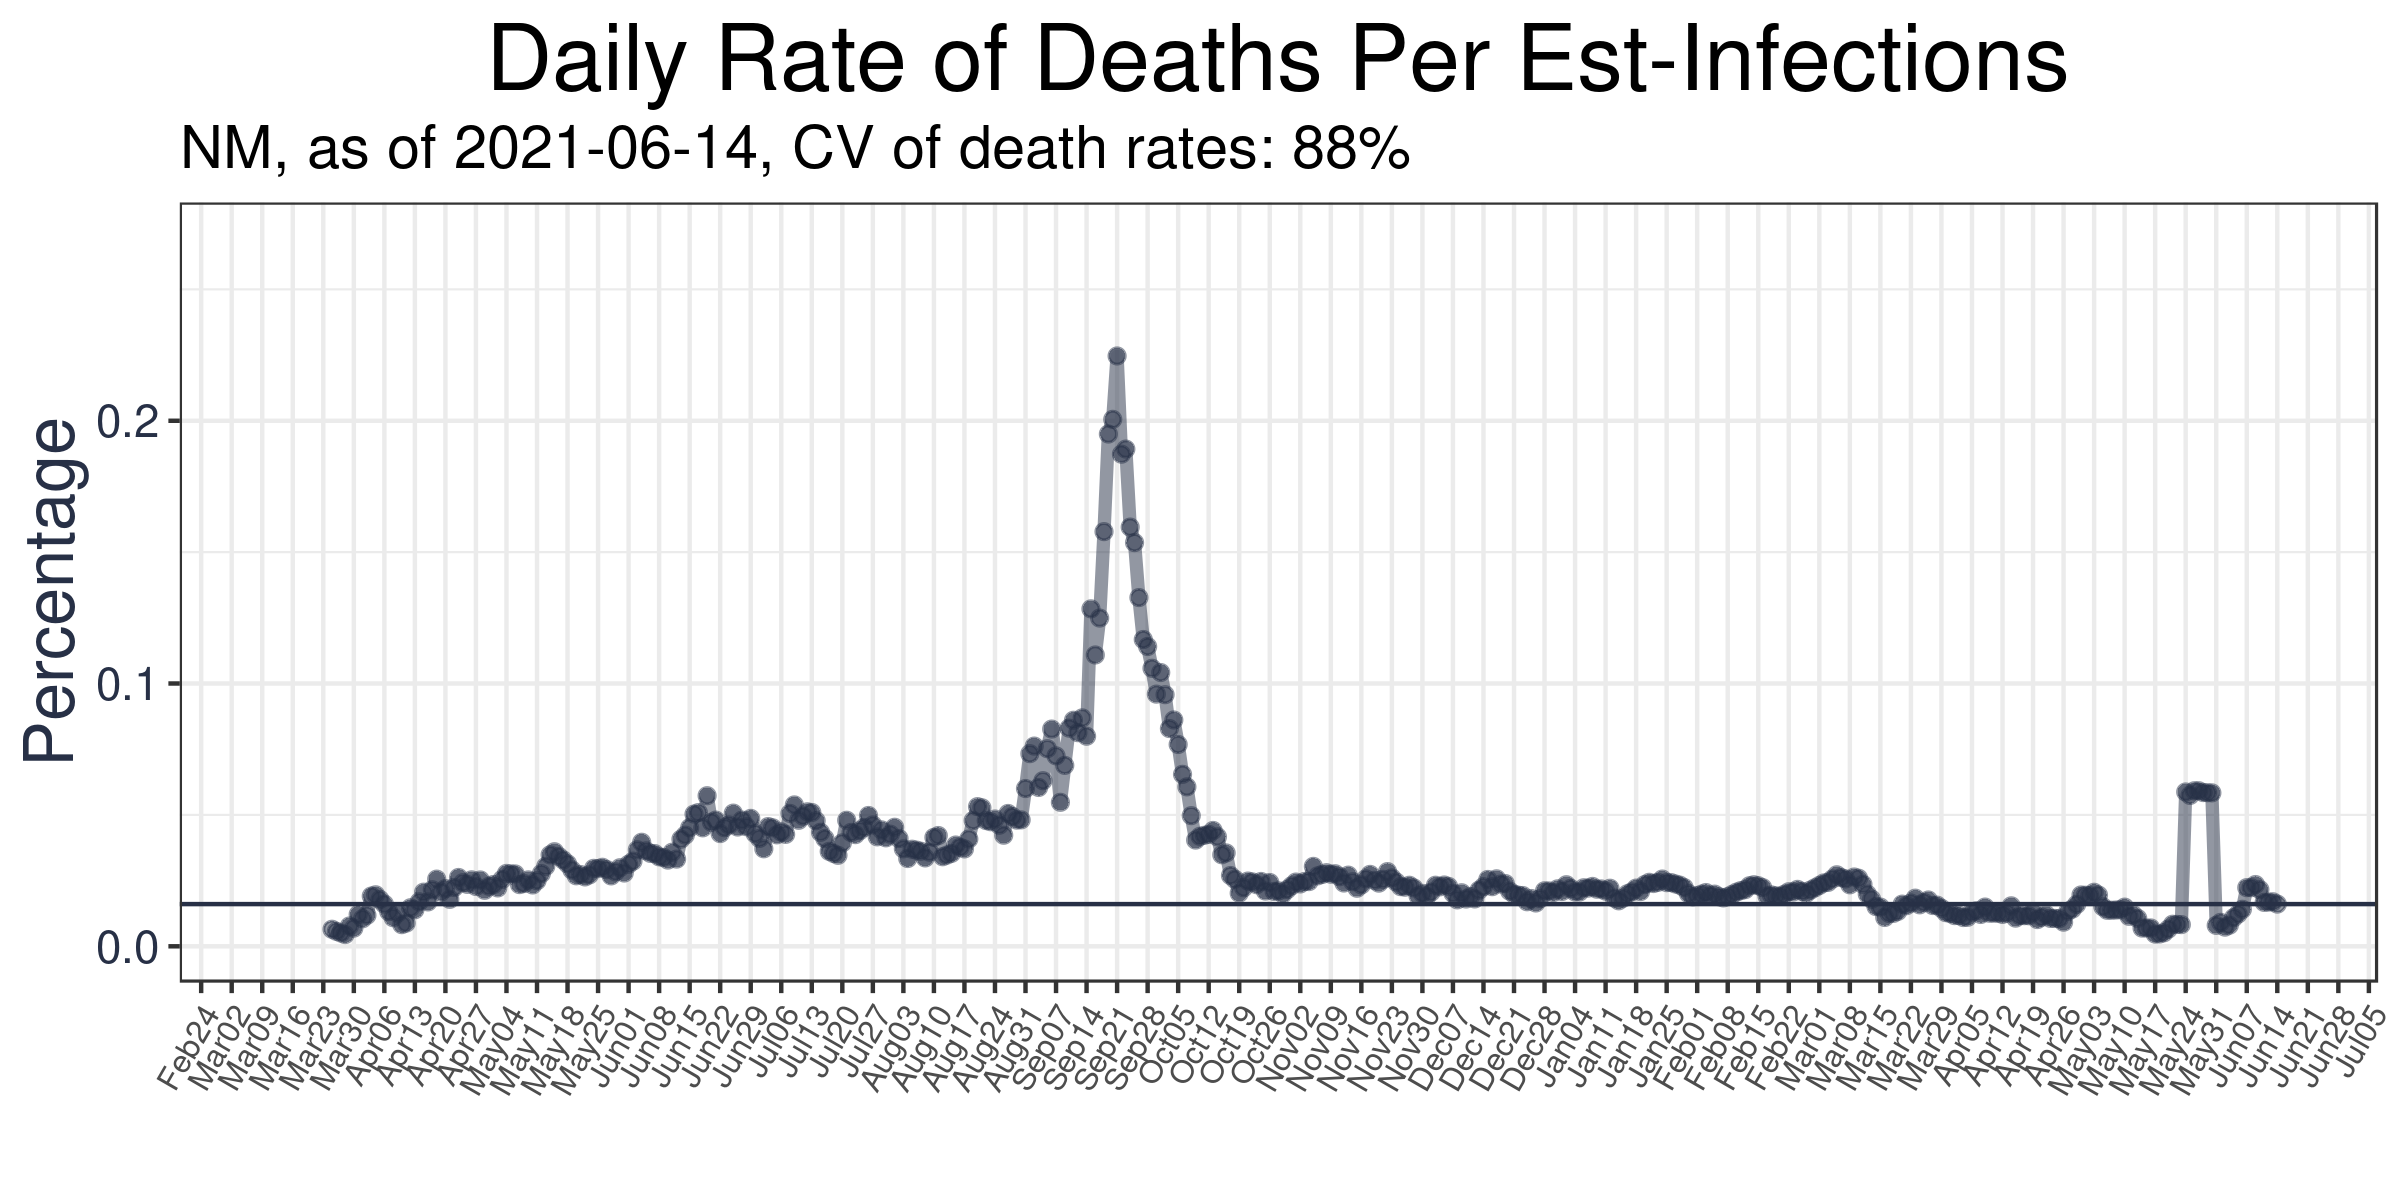 Daily Rate of Deaths Per Est-Infections
NM, as of 2021-06-14, CV of death rates: 88%
Percentage
0.2
0.1
0.0
Feb24
Mar02
Mar09
Mar16
Mar23
Mar30
Apr06
Apr13
Apr20
Apr27
May04
May11
May18
May25
Jun01
Jun08
Jun15
Jun22
Jun29
Jul06
Jul13
Jul20
Jul27
Aug03
Aug10
Aug17
Aug24
Aug31
Sep07
Sep14
Sep21
Sep28
Oct05
Oct12
Oct19
Oct26
Nov02
Nov09
Nov16
Nov23
Nov30
Dec07
Dec14
Dec21
Dec28
Jan04
Jan11
Jan18
Jan25
Feb01
Feb08
Feb15
Feb22
Mar01
Mar08
Mar15
Mar22
Mar29
Apr05
Apr12
Apr19
Apr26
May03
May10
May17
May24
May31
Jun07
Jun14
Jun21
Jun28
Jul05